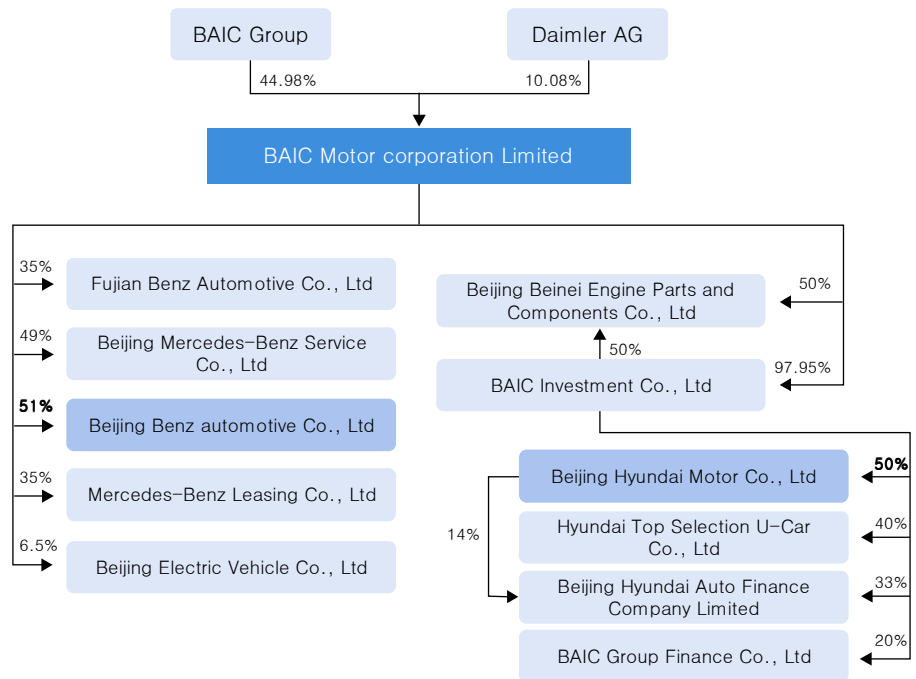 BAIC Group
Daimler AG
44.98%
10.08%
BAIC Motor corporation Limited
35%
Fujian Benz Automotive Co., Ltd
49%
Beijing Mercedes-Benz Service
Co., Ltd
51%
Beijing Benz automotive Co., Ltd
35%
Mercedes-Benz Leasing Co., Ltd
6.5%
Beijing Electric Vehicle Co., Ltd
Beijing Beinei Engine Parts and
Components Co., Ltd
50%
50%
BAIC Investment Co., Ltd
97.95%
Beijing Hyundai Motor Co., Ltd
50%
14%
Hyundai Top Selection U-Car
Co., Ltd
40%
Beijing Hyundai Auto Finance
Company Limited
33%
BAIC Group Finance Co., Ltd
20%